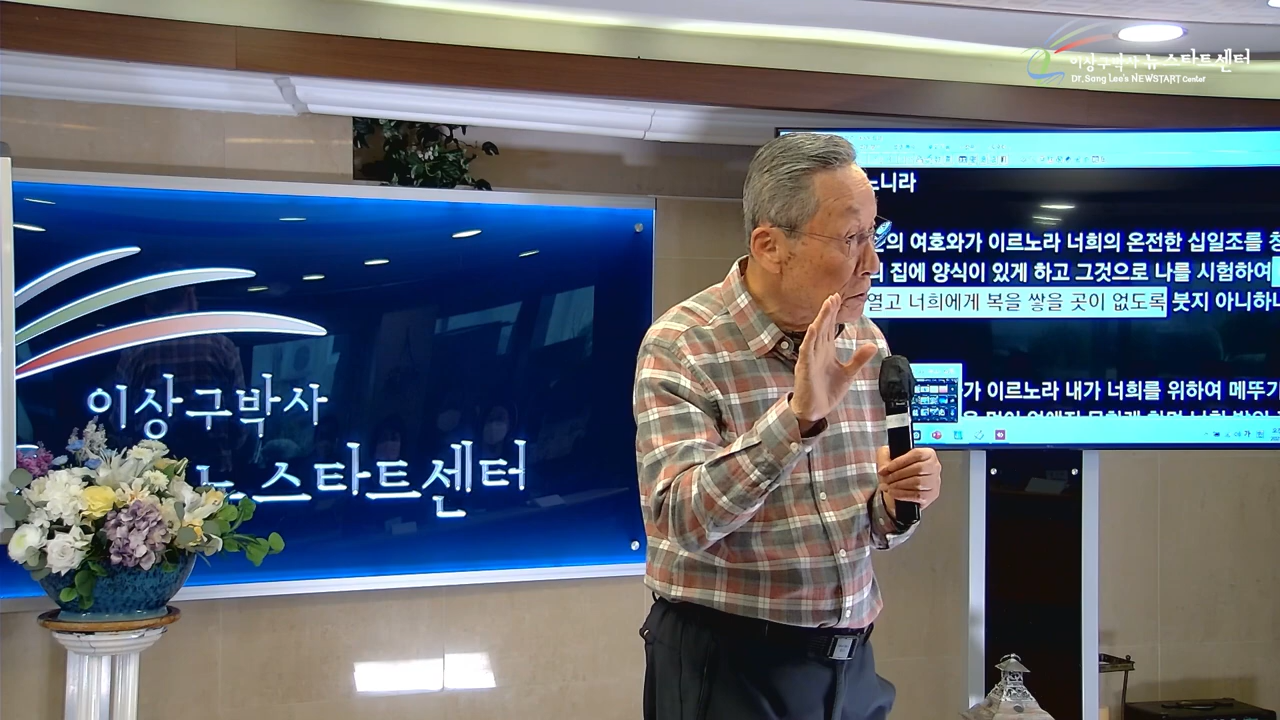 이상구박사 뉴 스타트센터
Dr. Sang Lee's NEWSTART Center
이상구박사
뉴 스타트센터
느니라
의 여호와가 이르노라 너희의 온전한 십일조를
집에 양식이 있게 하고 그것으로 나를 시험하여
열고 너희에게 복을 쌓을 곳이 없도록 붓지 아니하나
가 이르노라 내가 너희를 위하여 메뚜기